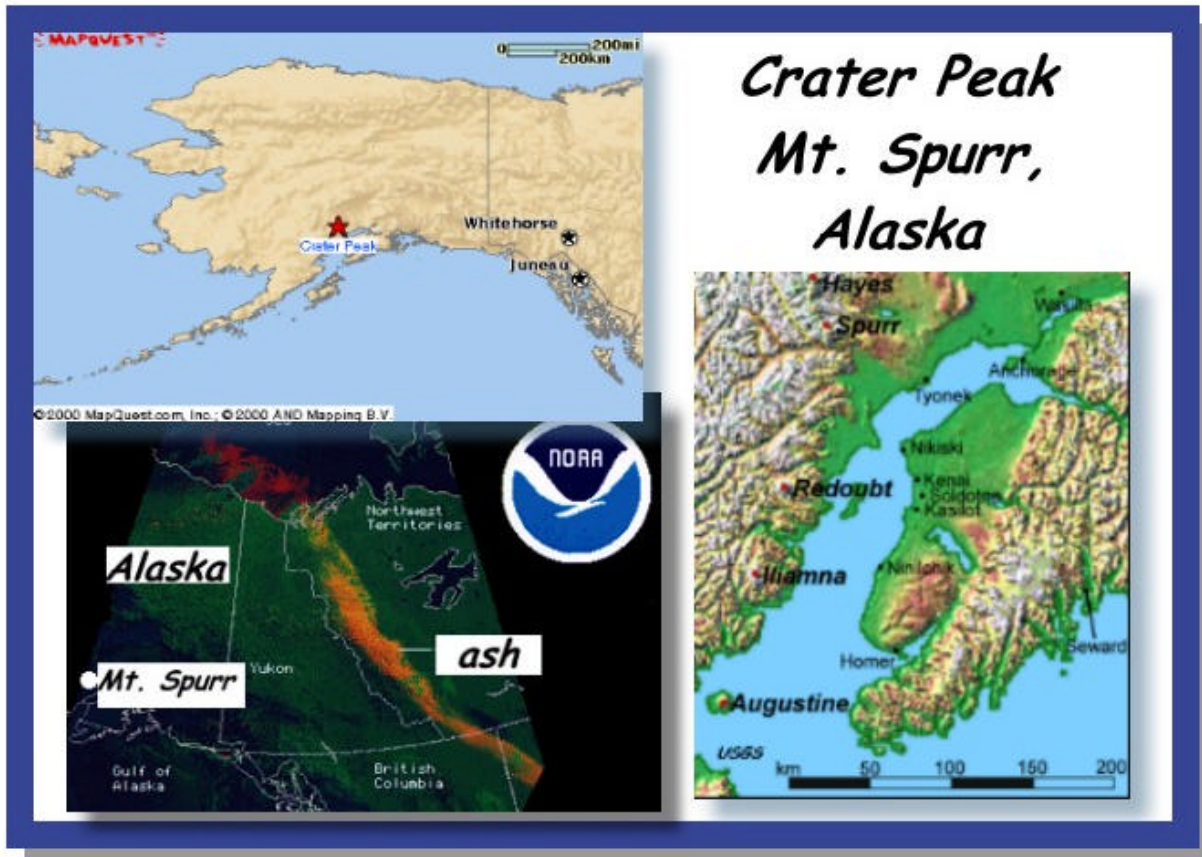 MAPQUEST
0 200mi
200km
Whitehorse
Crater Peak
Juneau
©2000 MapQuest.com, Inc.; ©2000 AND Mapping B.V.
Crater Peak
Mt. Spurr,
Alaska
NOAA
Northwest
Territories
Alaska
ash
Yukon
Mt. Spurr
Gulf of
Alaska
British
Columbia
Hayes
Spurr
Wasilla
Anchorage
Tyonek
Nikiski
Redoubt
Kenai
Soldotna
Kasilof
Iliamna
Ninilchik
Homer
Seward
Augustine
USGS
km 50 100 150 200